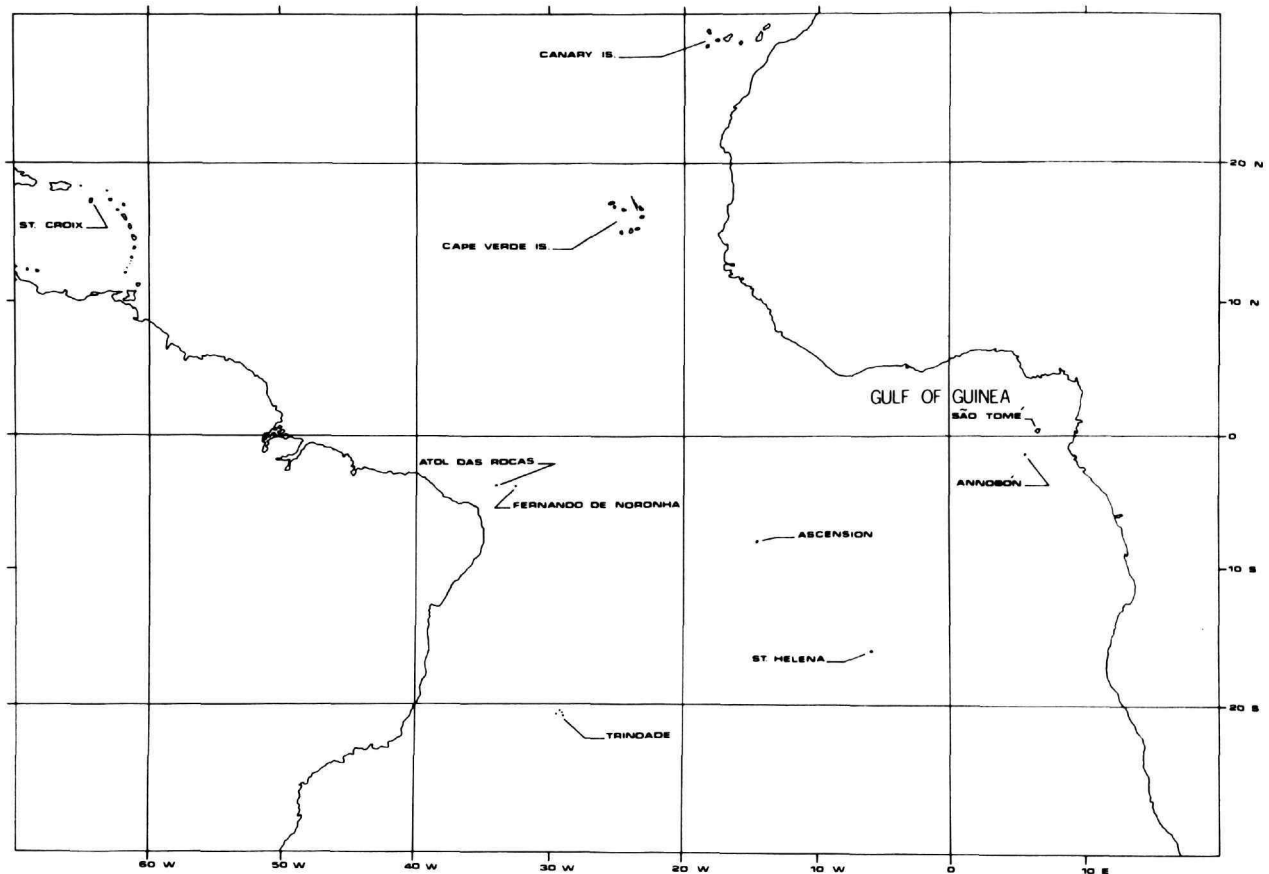 CANARY IS.
20 N
ST. CROIX
CAPE VERDE IS.
10 N
GULF OF GUINEA
SÃO TOMÉ
0
ATOL DAS ROCAS
ANNOBÓN
FERNANDO DE NORONHA
ASCENSION
10 S
ST. HELENA
20 S
TRINDADE
60 W
50 W
40 W
30 W
20 W
10 W
0
10 E